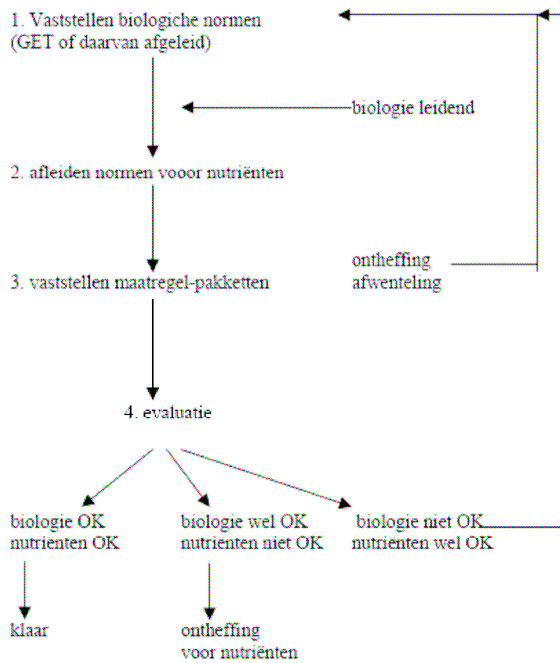 1. Vaststellen biologiche normen
(GET of daarvan afgeleid)
biologie leidend
2. afleiden normen vooor nutriënten
ontheffing
afwenteling
3. vaststellen maatregel-pakketten
4. evaluatie
biologie OK
nutriënten OK
biologie wel OK
nutriënten niet OK
biologie niet OK
nutriënten wel OK
klaar
ontheffing
voor nutriënten